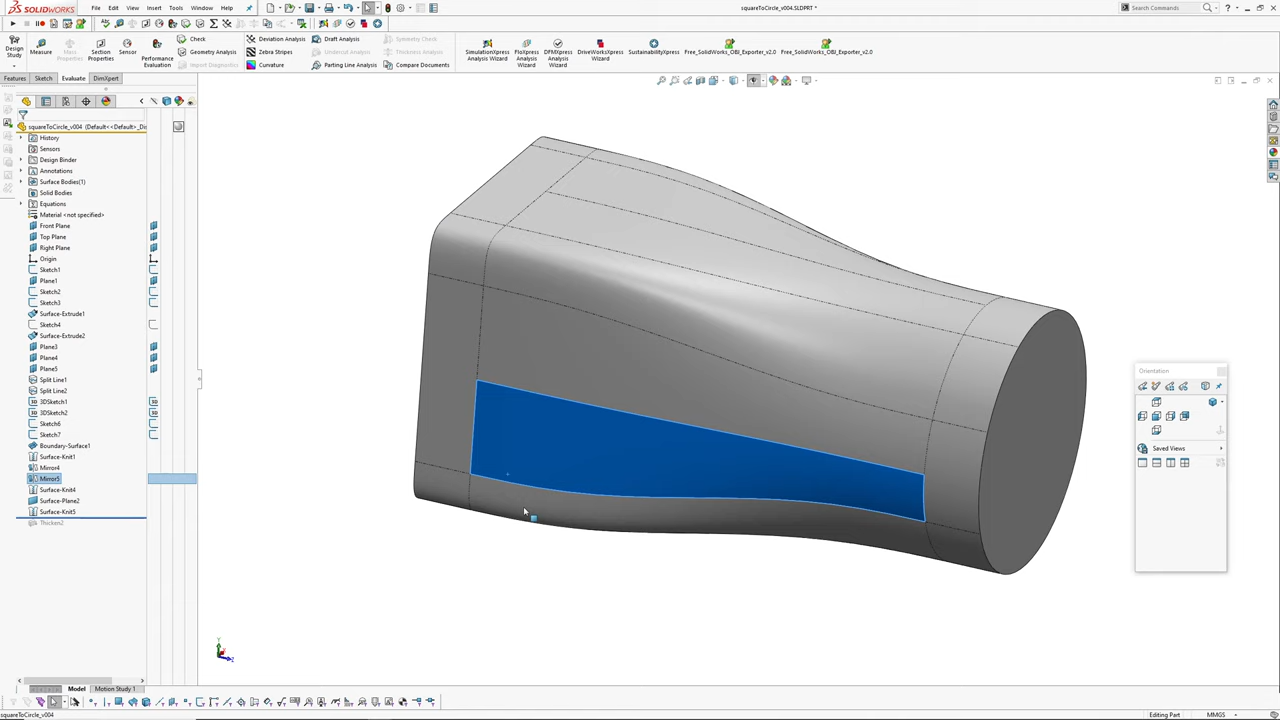 SOLIDWORKS File Edit View Insert Tools Window Help squareToCircle_v004.SLDPRT * Search Commands
Design Study Measure Mass Properties Section Properties Sensor Performance Evaluation
Check Deviation Analysis Draft Analysis Symmetry Check
Geometry Analysis Zebra Stripes Undercut Analysis Thickness Analysis
Import Diagnostics Curvature Parting Line Analysis Compare Documents
SimulationXpress Analysis Wizard FloXpress Analysis Wizard DFMXpress Analysis Wizard DriveWorksXpress Wizard SustainabilityXpress Free_SolidWorks_OBJ_Exporter_v2.0 Free_SolidWorks_OBJ_Exporter_v2.0
Features Sketch Evaluate DimXpert
squareToCircle_v004 (Default<<Default>_Dis
History
Sensors
Design Binder
Annotations
Surface Bodies(1)
Solid Bodies
Equations
Material <not specified>
Front Plane
Top Plane
Right Plane
Origin
Sketch1
Plane1
Sketch2
Sketch3
Surface-Extrude1
Sketch4
Surface-Extrude2
Plane3
Plane4
Plane5
Split Line1
Split Line2
3DSketch1
3DSketch2
Sketch6
Sketch7
Boundary-Surface1
Surface-Knit1
Mirror4
Mirror5
Surface-Knit4
Surface-Plane2
Surface-Knit5
Thicken2
Orientation
Saved Views
Y
Z
Model Motion Study 1
squareToCircle_v004 Editing Part MMGS